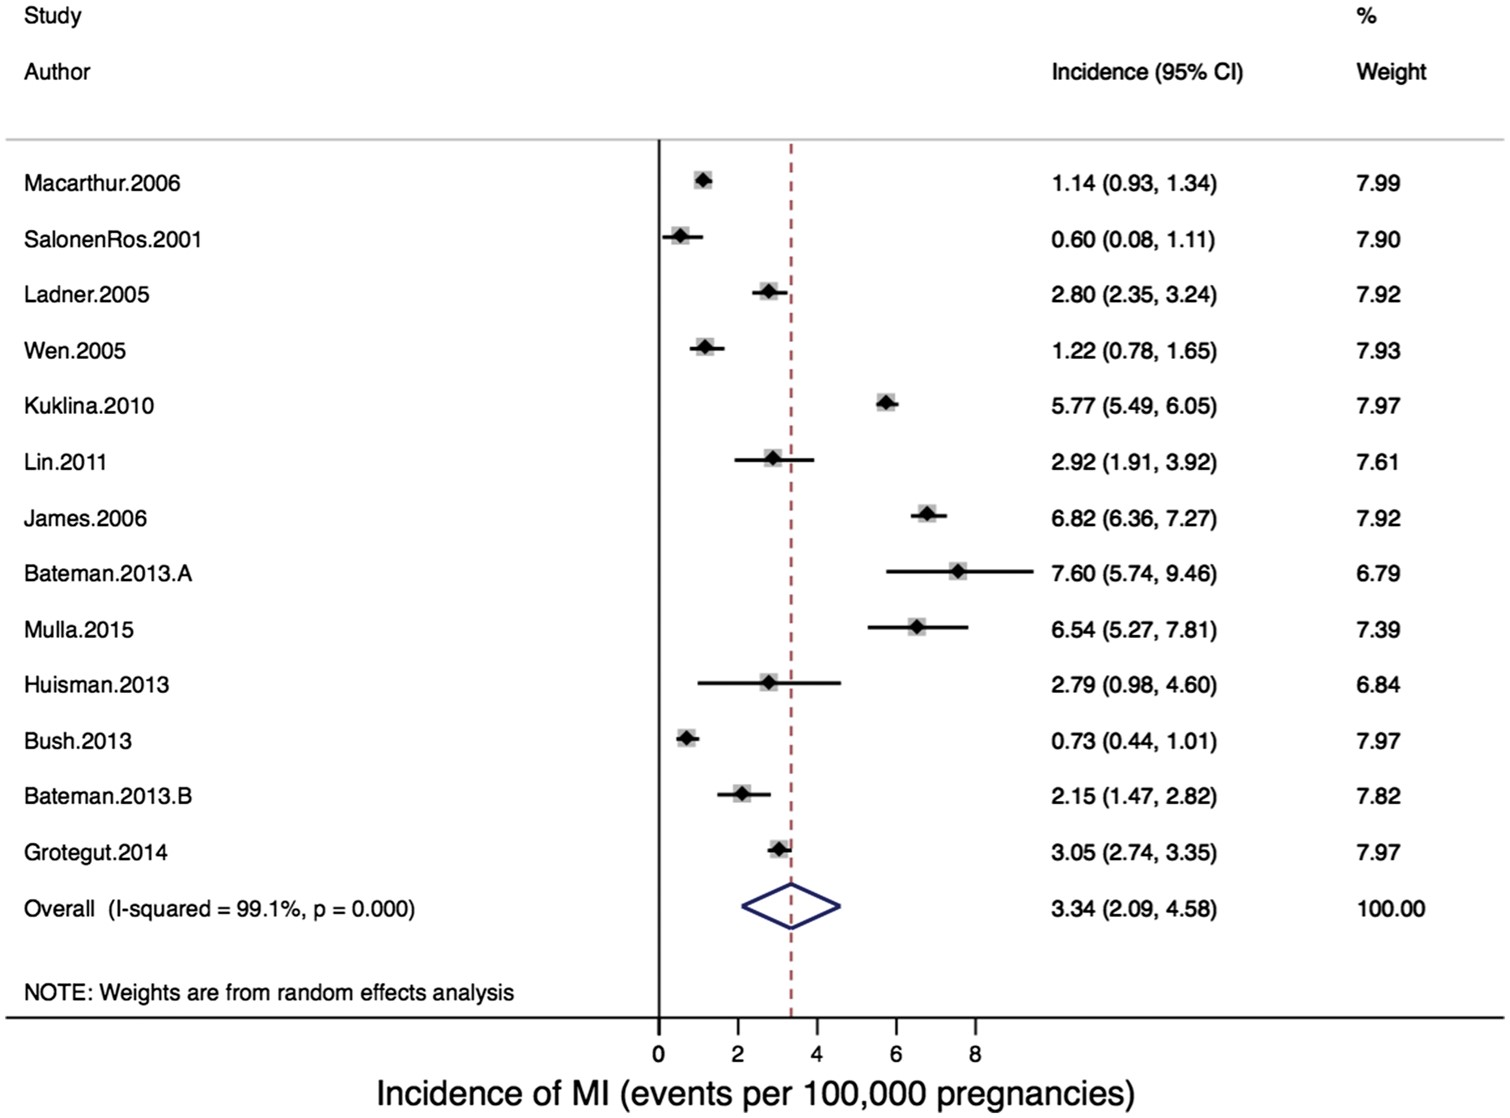 Study %
Author Incidence (95% CI) Weight
Macarthur.2006 1.14 (0.93, 1.34) 7.99
SalonenRos.2001 0.60 (0.08, 1.11) 7.90
Ladner.2005 2.80 (2.35, 3.24) 7.92
Wen.2005 1.22 (0.78, 1.65) 7.93
Kuklina.2010 5.77 (5.49, 6.05) 7.97
Lin.2011 2.92 (1.91, 3.92) 7.61
James.2006 6.82 (6.36, 7.27) 7.92
Bateman.2013.A 7.60 (5.74, 9.46) 6.79
Mulla.2015 6.54 (5.27, 7.81) 7.39
Huisman.2013 2.79 (0.98, 4.60) 6.84
Bush.2013 0.73 (0.44, 1.01) 7.97
Bateman.2013.B 2.15 (1.47, 2.82) 7.82
Grotegut.2014 3.05 (2.74, 3.35) 7.97
Overall (I-squared = 99.1%, p = 0.000) 3.34 (2.09, 4.58) 100.00
NOTE: Weights are from random effects analysis
0 2 4 6 8
Incidence of MI (events per 100,000 pregnancies)